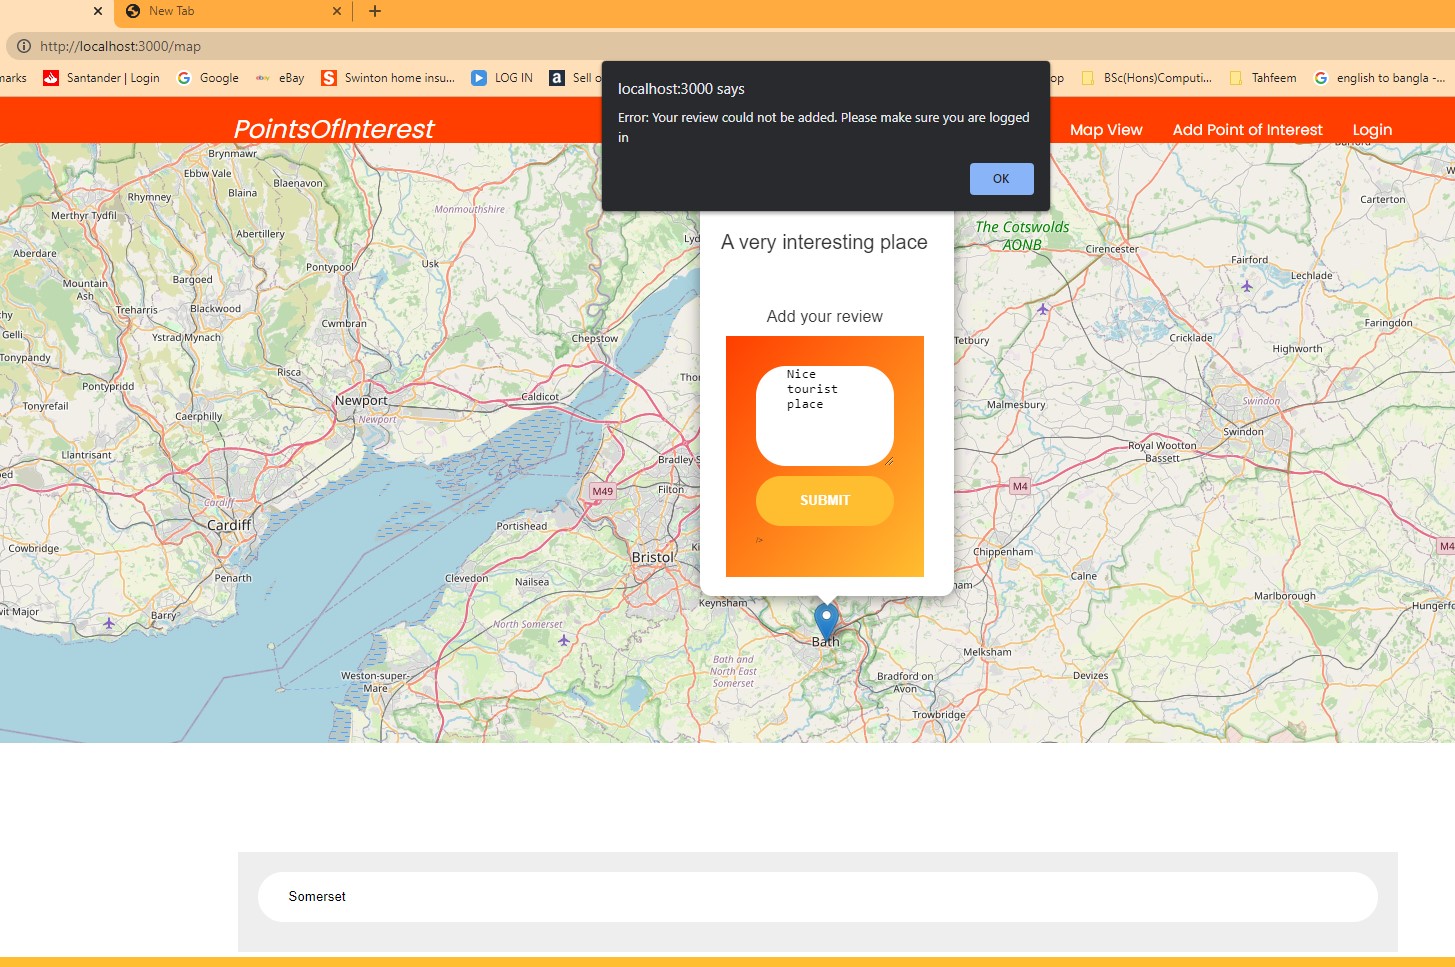 New Tab
http://localhost:3000/map
marks
Santander | Login
Google
eBay
Swinton home insu...
LOG IN
Sell o
op
BSc(Hons)Computi...
Tahfeem
english to bangla -...
localhost:3000 says
Error: Your review could not be added. Please make sure you are logged
in
OK
PointsOfInterest
Map View
Add Point of Interest
Login
A very interesting place
Add your review
Nice
tourist
place
SUBMIT
/>
Brynmawr
Ebbw Vale
Rhymney
Blaina
Blaenavon
Merthyr Tydfil
Monmouthshire
Abertillery
Lyd
Aberdare
Pontypool
Usk
Mountain
Ash
Bargoed
Treharris
Blackwood
Cwmbran
Chepstow
Gelli
Ystrad Mynach
Tonypandy
Risca
Pontypridd
Caldicot
Tonyrefail
Newport
Newport
Caerphilly
Llantrisant
Bradley S
M49
Filton
Cardiff
Cardiff
Portishead
Cowbridge
Bristol
Penarth
Clevedon
Nailsea
Keynsham
Barry
North Somerset
Bath
Weston-super-
Mare
Bath and
North East
Somerset
Bradford on
Avon
Trowbridge
Melksham
Devizes
The Cotswolds
AONB
Cirencester
Carterton
Fairford
Lechlade
Tetbury
Cricklade
Faringdon
Highworth
Malmesbury
Swindon
Swindon
Royal Wootton
Bassett
M4
Chippenham
M4
Calne
Marlborough
Hungerfo
Somerset